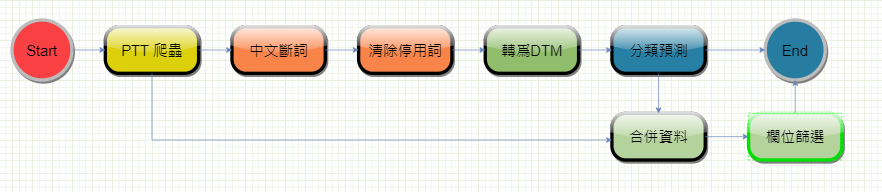 Start
PTT 爬蟲
中文斷詞
清除停用詞
轉為DTM
分類預測
End
合併資料
欄位篩選